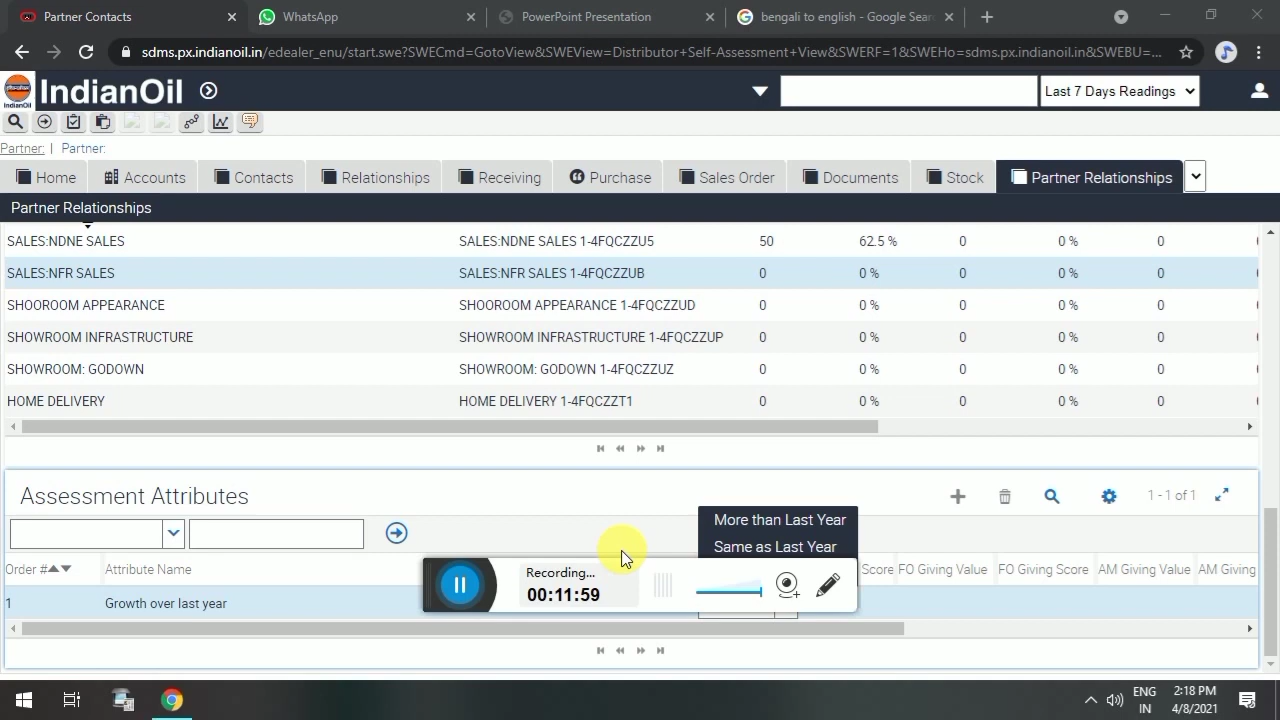 Partner Contacts
WhatsApp
PowerPoint Presentation
bengali to english - Google Sear
sdms.px.indianoil.in/edealer_enu/start.swe?SWECmd=GotoView&SWEView=Distributor+Self-Assessment+View&SWERF=1&SWEHo=sdms.px.indianoil.in&SWEBU=...
IndianOil
IndianOil
Last 7 Days Readings
Partner: | Partner:
Home
Accounts
Contacts
Relationships
Receiving
Purchase
Sales Order
Documents
Stock
Partner Relationships
Partner Relationships
SALES:NDNE SALES SALES:NDNE SALES 1-4FQCZZU5 50 62.5 % 0 0 % 0
SALES:NFR SALES SALES:NFR SALES 1-4FQCZZUB 0 0 % 0 0 % 0
SHOOROOM APPEARANCE SHOOROOM APPEARANCE 1-4FQCZZUD 0 0 % 0 0 % 0
SHOWROOM INFRASTRUCTURE SHOWROOM INFRASTRUCTURE 1-4FQCZZUP 0 0 % 0 0 % 0
SHOWROOM: GODOWN SHOWROOM: GODOWN 1-4FQCZZUZ 0 0 % 0 0 % 0
HOME DELIVERY HOME DELIVERY 1-4FQCZZT1 0 0 % 0 0 % 0
Assessment Attributes
1 - 1 of 1
More than Last Year
Same as Last Year
Order # Attribute Name Score FO Giving Value FO Giving Score AM Giving Value AM Giving
Recording...
00:11:59
1 Growth over last year
ENG
IN
2:18 PM
4/8/2021